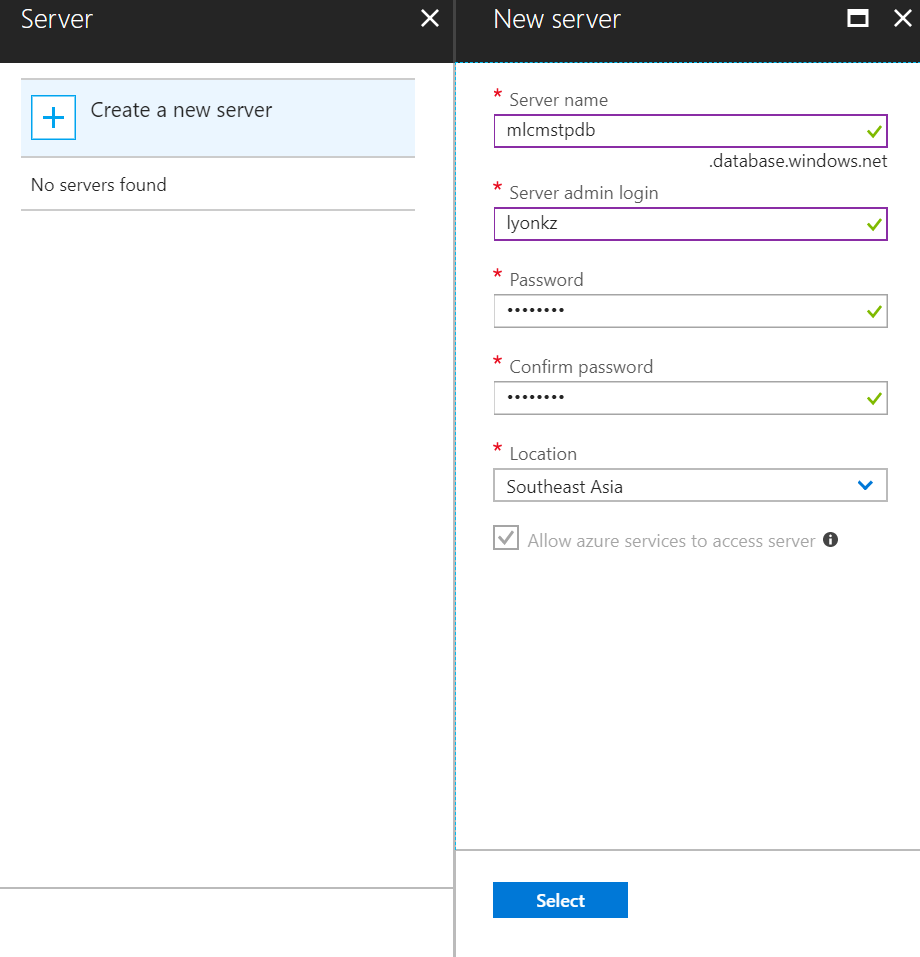 Server
Create a new server
No servers found
New server
* Server name
mlcmstpdb
.database.windows.net
* Server admin login
lyonkz
* Password
••••••••
* Confirm password
••••••••
* Location
Southeast Asia
Allow azure services to access server
Select